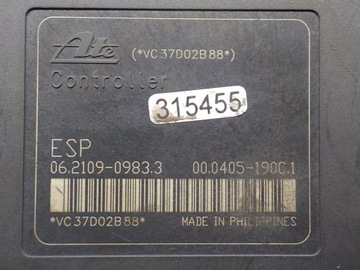 Ate (*VC37D02B88*)
Controller
315455
ESP
06.2109-0983.3 00.0405-190C.1
*VC37D02B88* MADE IN PHILIPPINES